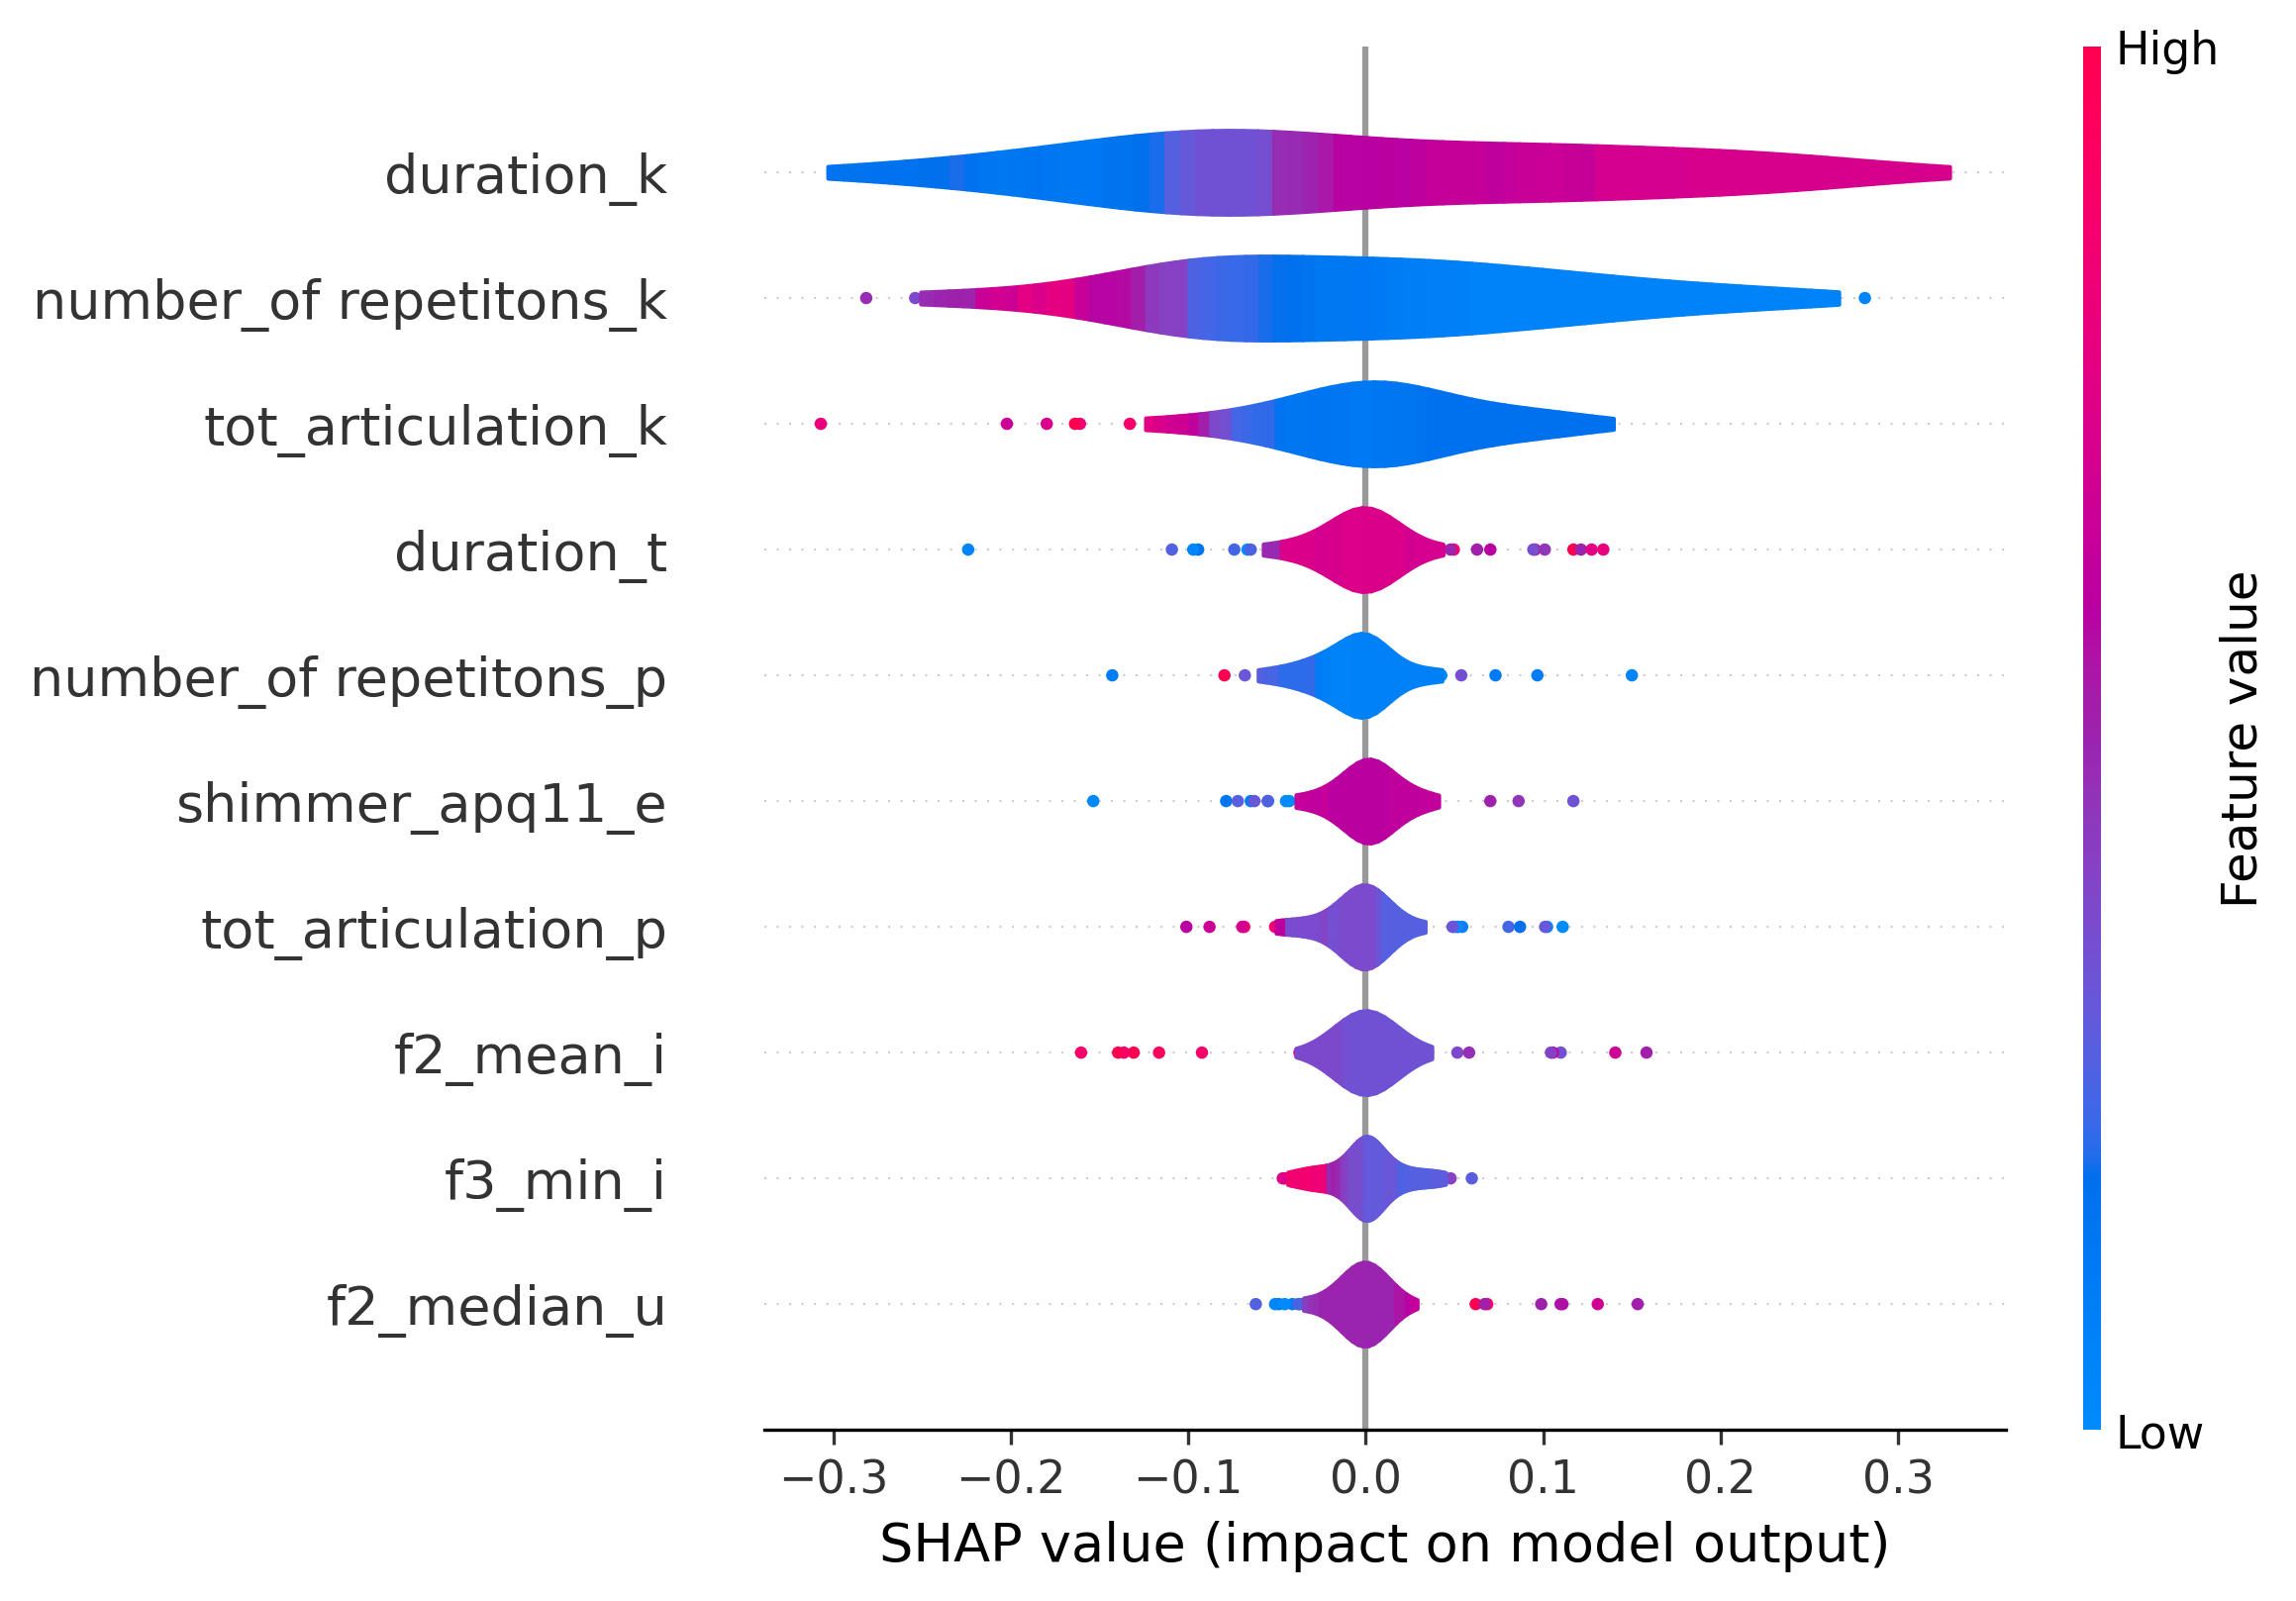 High
duration_k
number_of repetitons_k
tot_articulation_k
duration_t
number_of repetitons_p
shimmer_apq11_e
tot_articulation_p
f2_mean_i
f3_min_i
f2_median_u
Feature value
Low
−0.3 −0.2 −0.1 0.0 0.1 0.2 0.3
SHAP value (impact on model output)